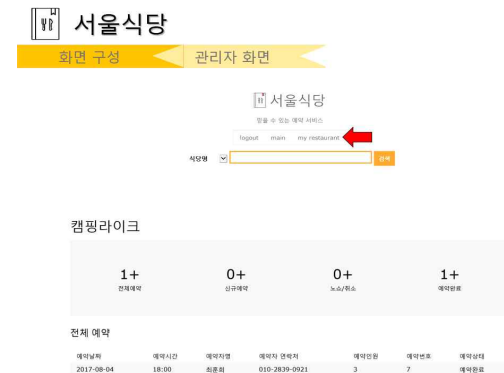 서울식당
화면 구성 관리자 화면
서울식당
믿을 수 있는 예약 서비스
logout main my restaurant
식당명 검색
캠핑라이크
1+ 0+ 0+ 1+
전체예약 신규예약 노쇼/취소 예약완료
전체 예약
예약날짜 예약시간 예약자명 예약자 연락처 예약인원 예약번호 예약상태
2017-08-04 18:00 최훈희 010-2839-0921 3 7 예약완료